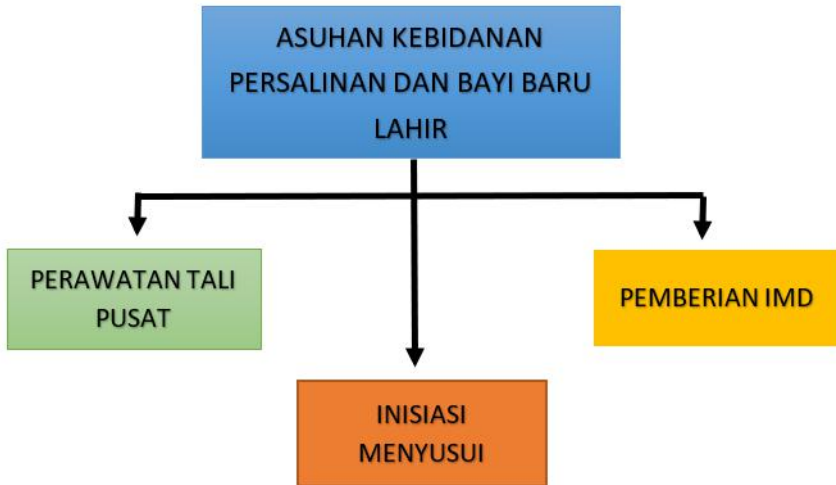 ASUHAN KEBIDANAN
PERSALINAN DAN BAYI BARU
LAHIR
PERAWATAN TALI
PUSAT
PEMBERIAN IMD
INISIASI
MENYUSUI